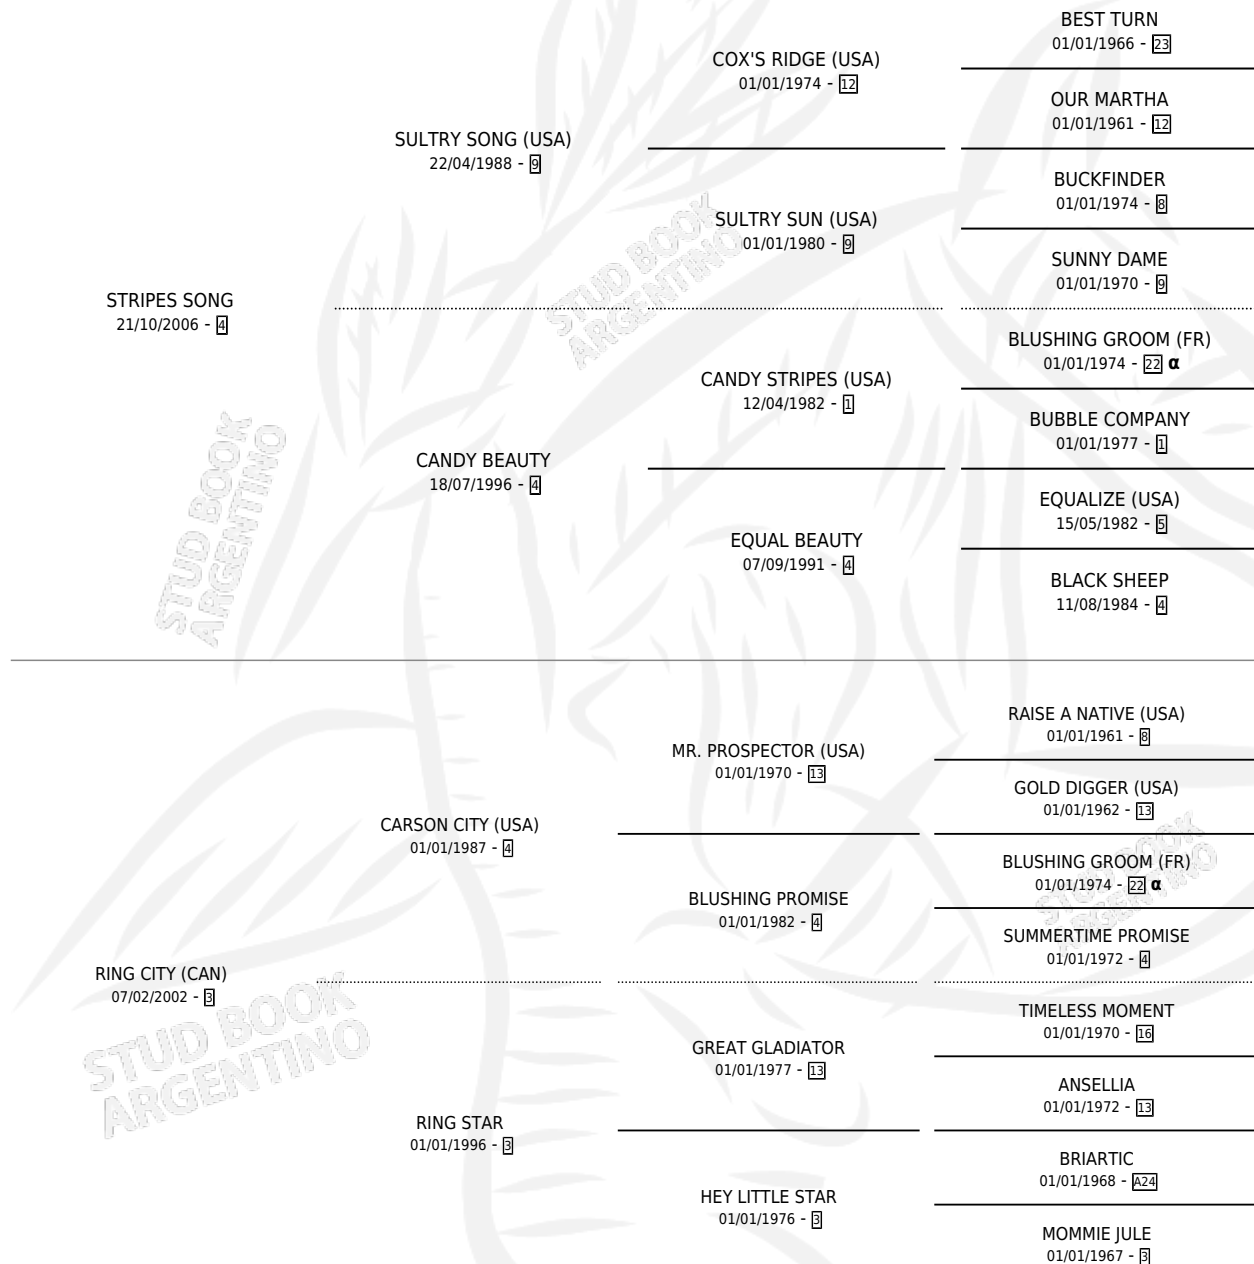 BEST TURN
01/01/1966 - 23
COX'S RIDGE (USA)
01/01/1974 - 12
OUR MARTHA
01/01/1961 - 12
SULTRY SONG (USA)
22/04/1988 - 9
BUCKFINDER
01/01/1974 - 8
SULTRY SUN (USA)
01/01/1980 - 9
SUNNY DAME
01/01/1970 - 9
STRIPES SONG
21/10/2006 - 4
STUD BOOK
ARGENTINO
BLUSHING GROOM (FR)
01/01/1974 - 22 α
CANDY STRIPES (USA)
12/04/1982 - 1
BUBBLE COMPANY
01/01/1977 - 1
CANDY BEAUTY
18/07/1996 - 4
EQUALIZE (USA)
15/05/1982 - 5
EQUAL BEAUTY
07/09/1991 - 4
BLACK SHEEP
11/08/1984 - 4
STUD BOOK
ARGENTINO
RAISE A NATIVE (USA)
01/01/1961 - 8
MR. PROSPECTOR (USA)
01/01/1970 - 13
GOLD DIGGER (USA)
01/01/1962 - 13
CARSON CITY (USA)
01/01/1987 - 4
BLUSHING GROOM (FR)
01/01/1974 - 22 α
STUD BOOK
ARGENTINO
BLUSHING PROMISE
01/01/1982 - 4
SUMMERTIME PROMISE
01/01/1972 - 4
RING CITY (CAN)
07/02/2002 - 3
STUD BOOK
ARGENTINO
TIMELESS MOMENT
01/01/1970 - 16
GREAT GLADIATOR
01/01/1977 - 13
ANSELLIA
01/01/1972 - 13
RING STAR
01/01/1996 - 3
BRIARTIC
01/01/1968 - A24
HEY LITTLE STAR
01/01/1976 - 3
MOMMIE JULE
01/01/1967 - 3